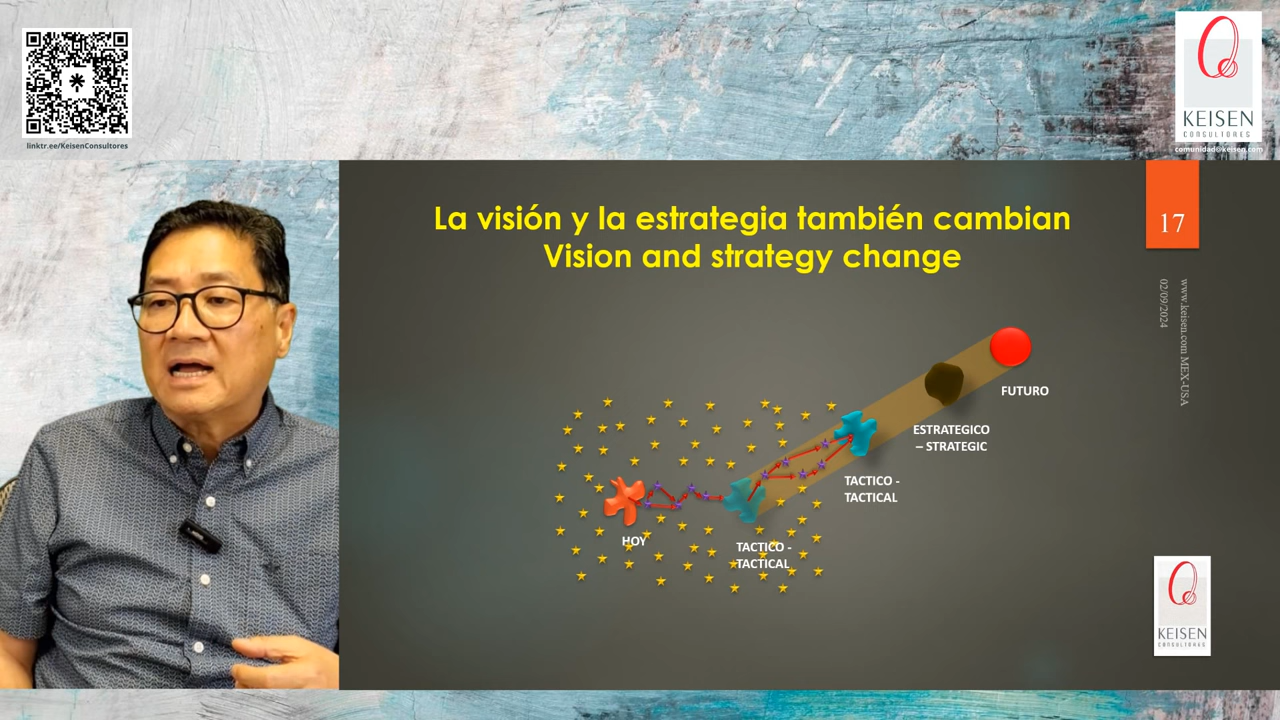 linktr.ee/KeisenConsultores
KEISEN
CONSULTORES
comunidad@keisen.com
La visión y la estrategia también cambian
Vision and strategy change
17
www.keisen.com MEX-USA
02/09/2024
FUTURO
ESTRATEGICO
– STRATEGIC
TACTICO -
TACTICAL
HOY
TACTICO -
TACTICAL
KEISEN
CONSULTORES